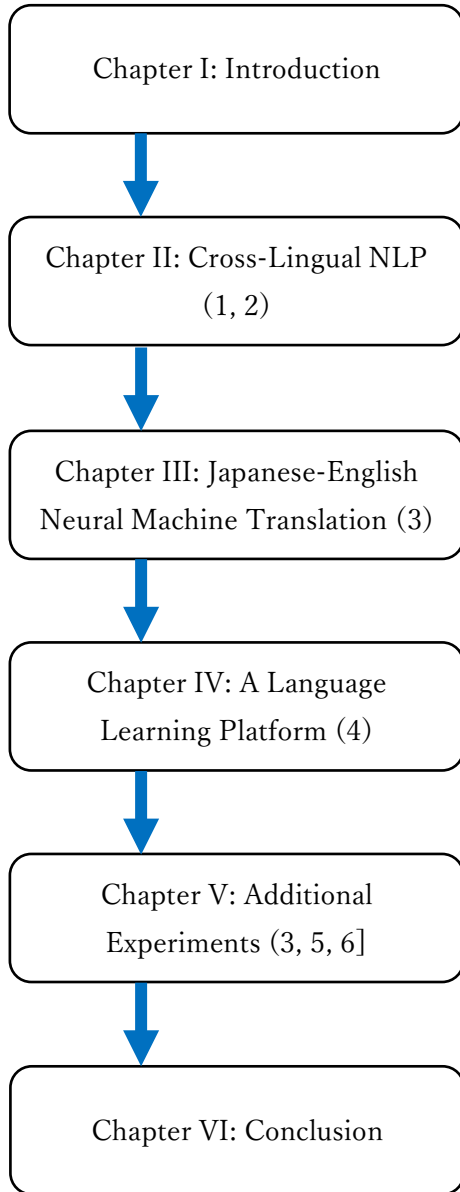 Chapter I: Introduction
Chapter II: Cross-Lingual NLP
(1, 2)
Chapter III: Japanese-English
Neural Machine Translation (3)
Chapter IV: A Language
Learning Platform (4)
Chapter V: Additional
Experiments (3, 5, 6]
Chapter VI: Conclusion